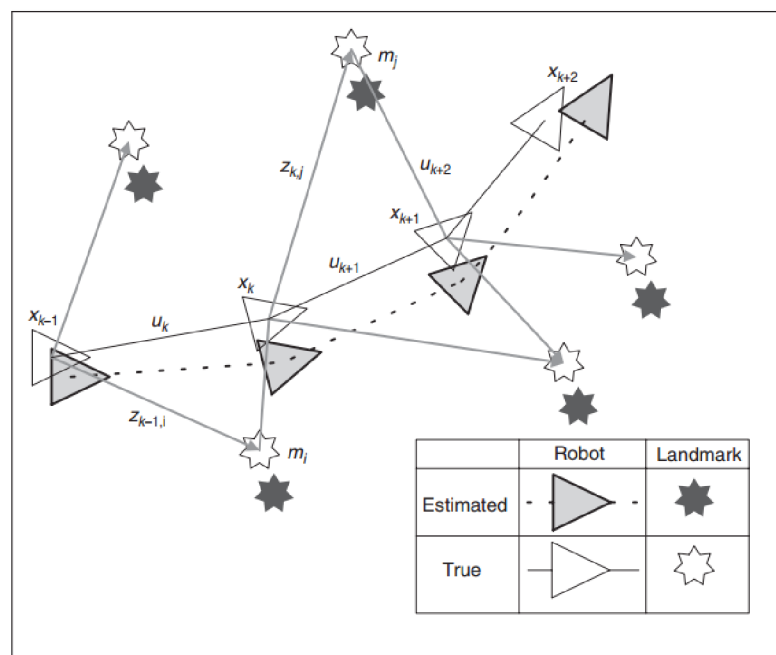 m_j
x_{k+2}
z_{k,j}
u_{k+2}
x_{k+1}
u_{k+1}
x_k
x_{k–1}
u_k
z_{k–1,i}
m_i
Robot Landmark
Estimated
True